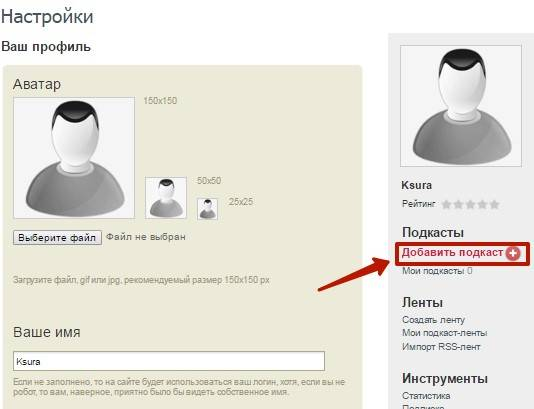 Настройки
Ваш профиль
Аватар
150x150
50x50
25x25
Выберите файл Файл не выбран
Загрузите файл, gif или jpg, рекомендуемый размер 150x150 px
Ваше имя
Ksura
Если не заполнено, то на сайте будет использоваться ваш логин, хотя, если вы не
робот, то вам, наверное, приятно было бы видеть собственное имя.
Ksura
Рейтинг
Подкасты
Добавить подкаст
Мои подкасты 0
Ленты
Создать ленту
Мои подкаст-ленты
Импорт RSS-лент
Инструменты
Статистика